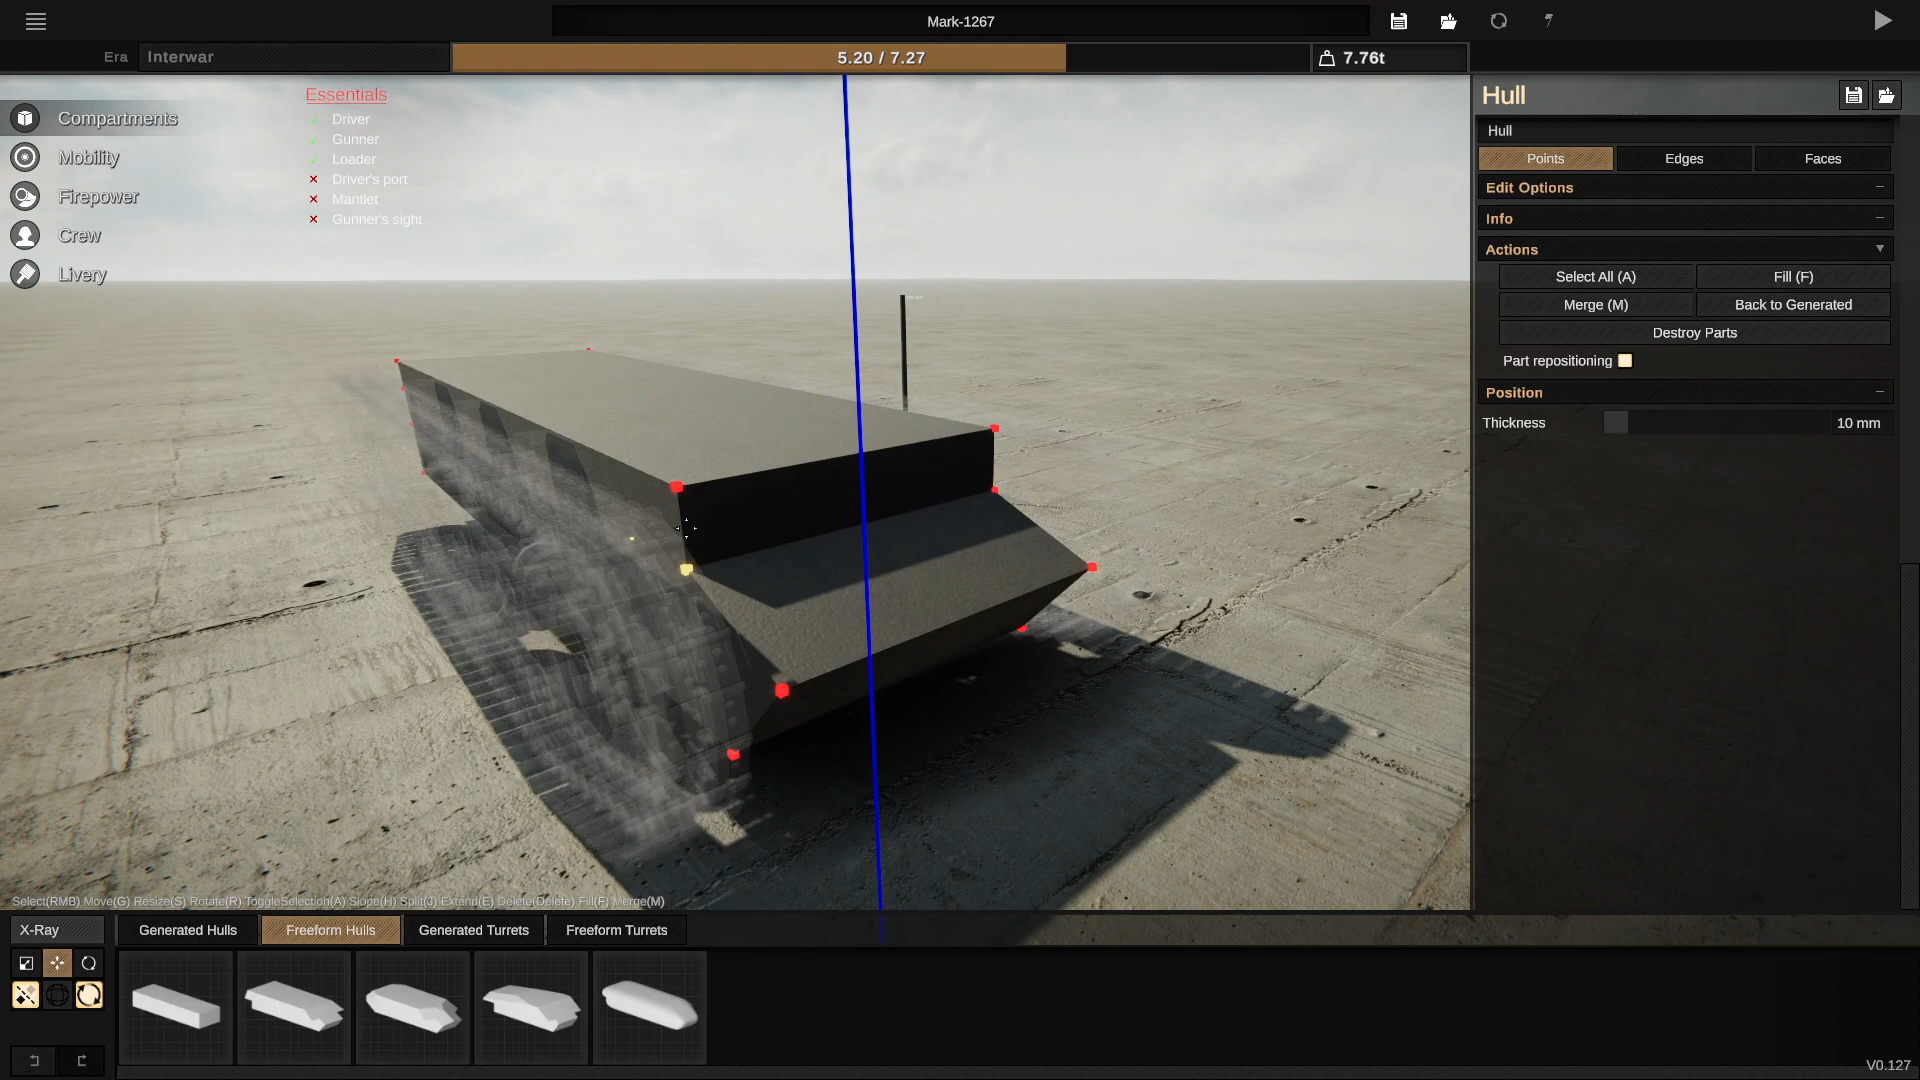 Mark-1267
Era
Interwar
5.20 / 7.27
7.76t
Compartments
Mobility
Firepower
Crew
Livery
Essentials
Driver
Gunner
Loader
Driver's port
Mantlet
Gunner's sight
Hull
Hull
Points
Edges
Faces
Edit Options
Info
Actions
Select All (A)
Fill (F)
Merge (M)
Back to Generated
Destroy Parts
Part repositioning
Position
Thickness
10 mm
Select(RMB) Move(G) Resize(S) Rotate(R) ToggleSelection(A) Slope(H) Split(J) Extend(E) Delete(Delete) Fill(F) Merge(M)
X-Ray
Generated Hulls
Freeform Hulls
Generated Turrets
Freeform Turrets
V0.127